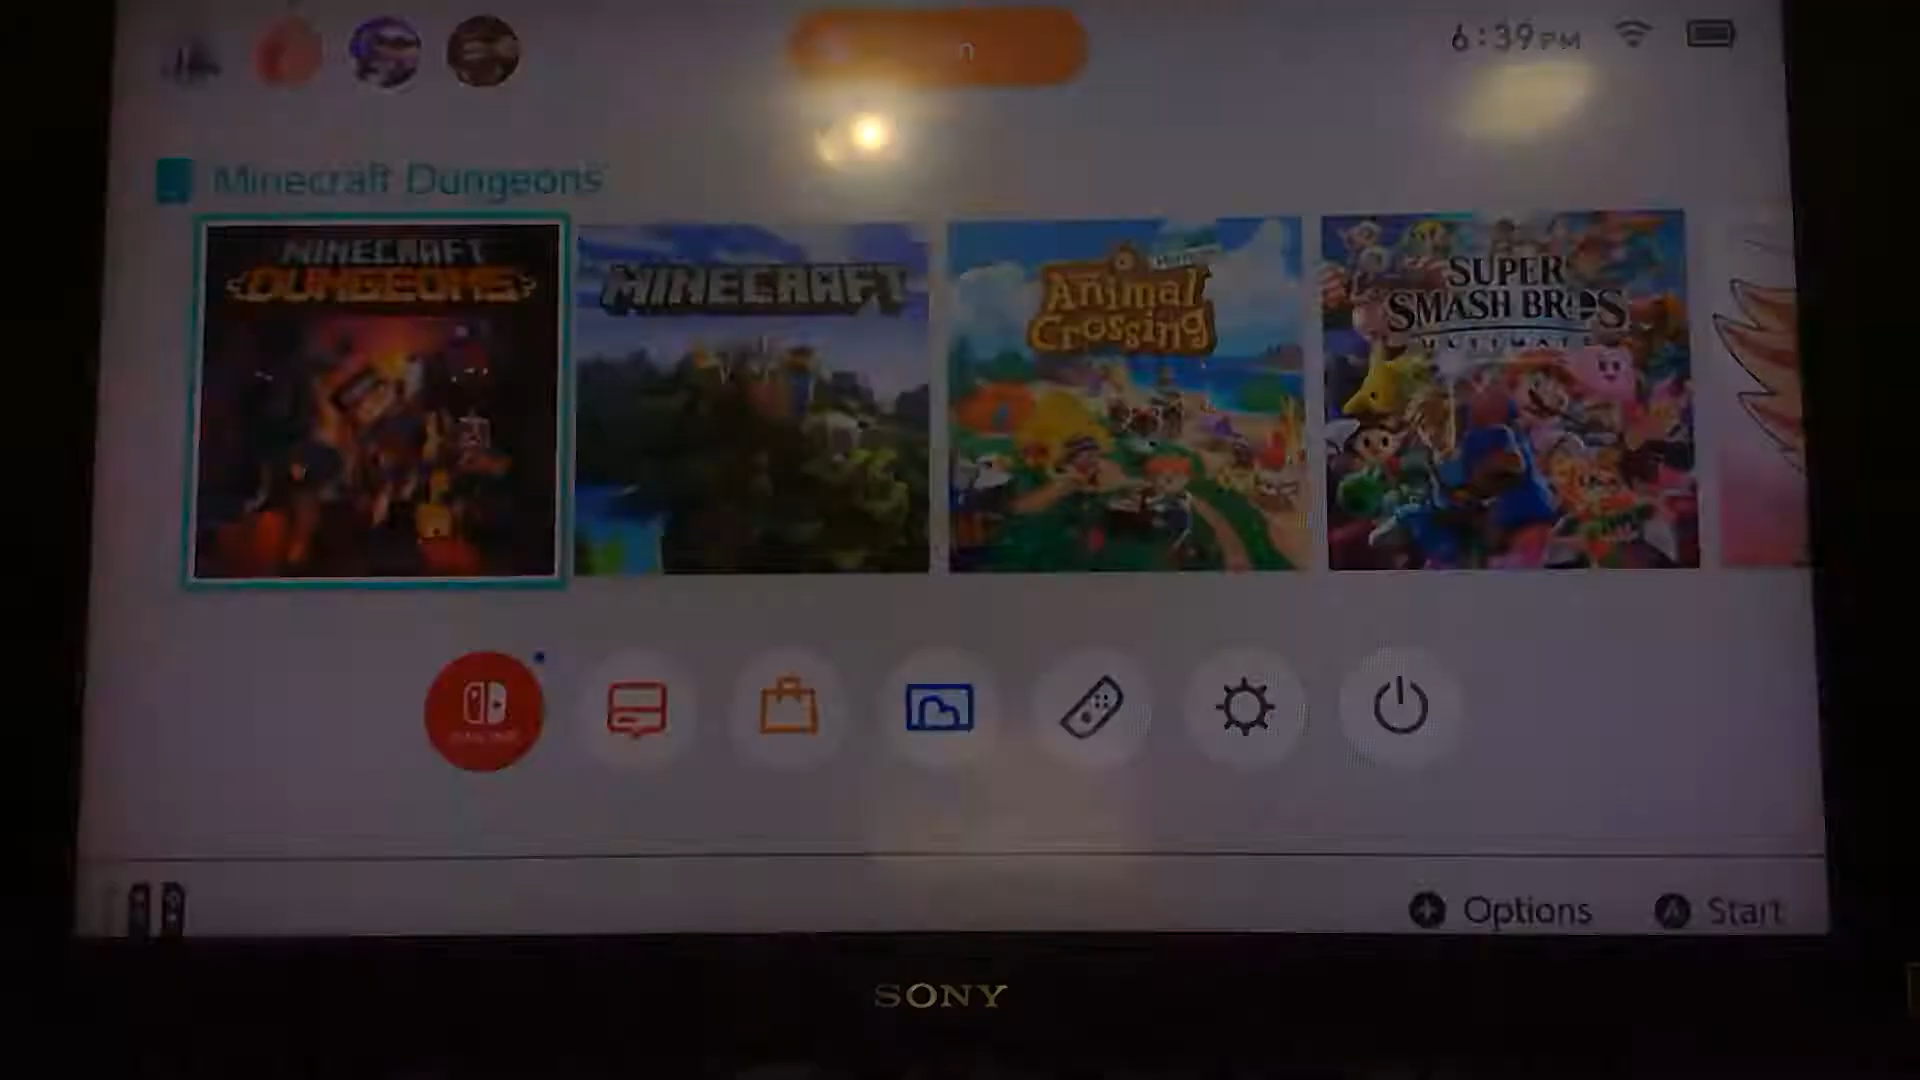 6:39 PM
Minecraft Dungeons
MINECRAFT
DUNGEONS
MINECRAFT
Animal
Crossing
SUPER
SMASH BROS
ULTIMATE
Options
Start
SONY